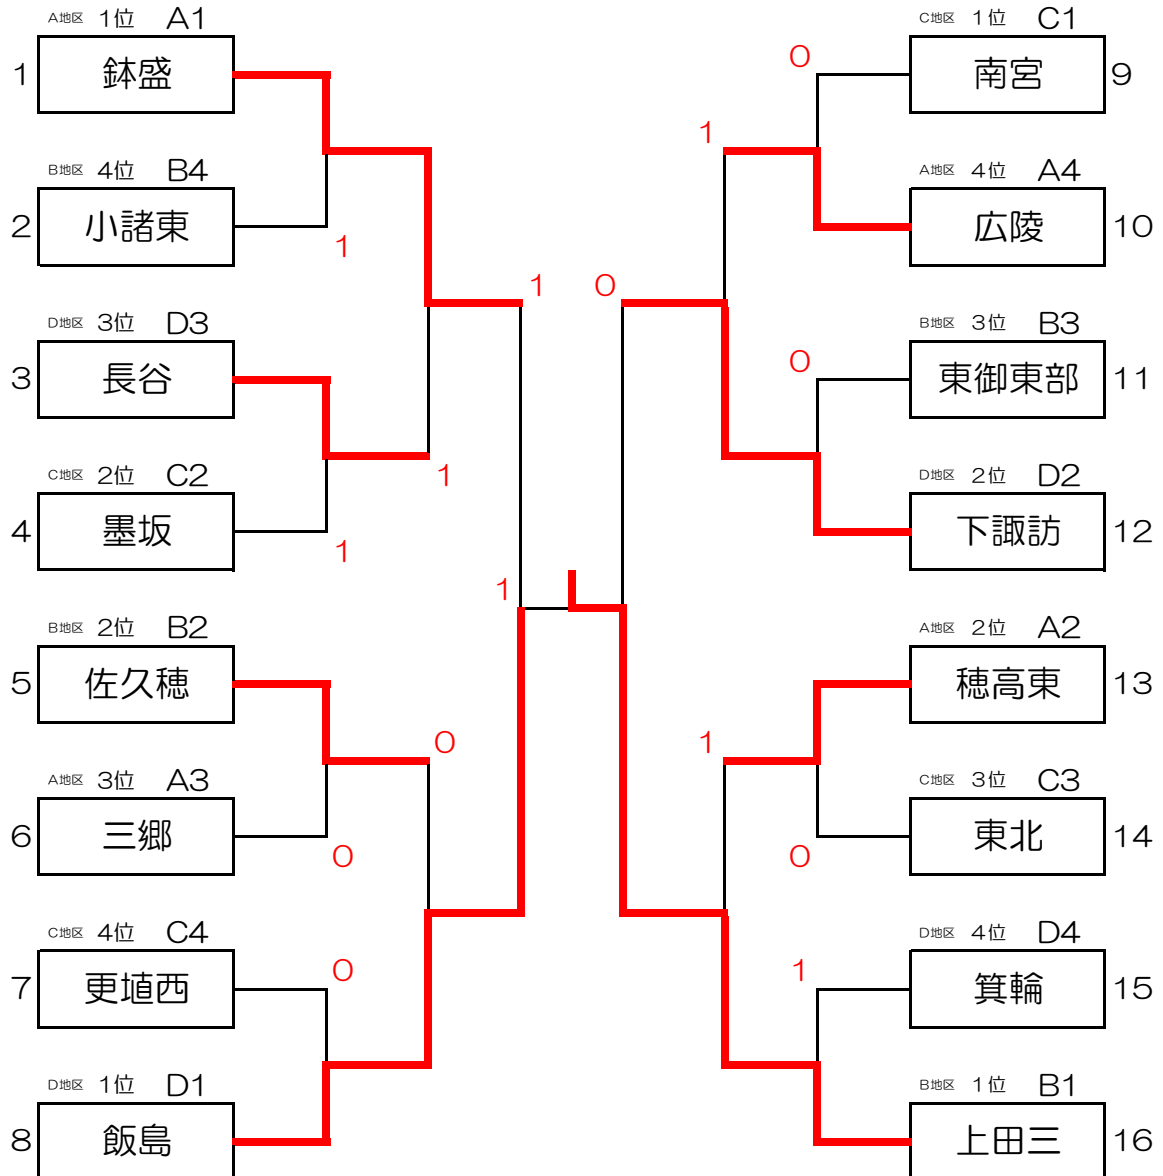 A地区 1位 A1
1 鉢盛
B地区 4位 B4
2 小諸東
1
D地区 3位 D3
3 長谷
1
C地区 2位 C2
4 墨坂
1
1
1
B地区 2位 B2
5 佐久穂
0
A地区 3位 A3
6 三郷
0
C地区 4位 C4
7 更埴西
0
D地区 1位 D1
8 飯島
C地区 1位 C1
0
南宮 9
1
A地区 4位 A4
広陵 10
0
B地区 3位 B3
0
東御東部 11
D地区 2位 D2
下諏訪 12
A地区 2位 A2
穂高東 13
1
C地区 3位 C3
東北 14
0
D地区 4位 D4
1
箕輪 15
B地区 1位 B1
上田三 16